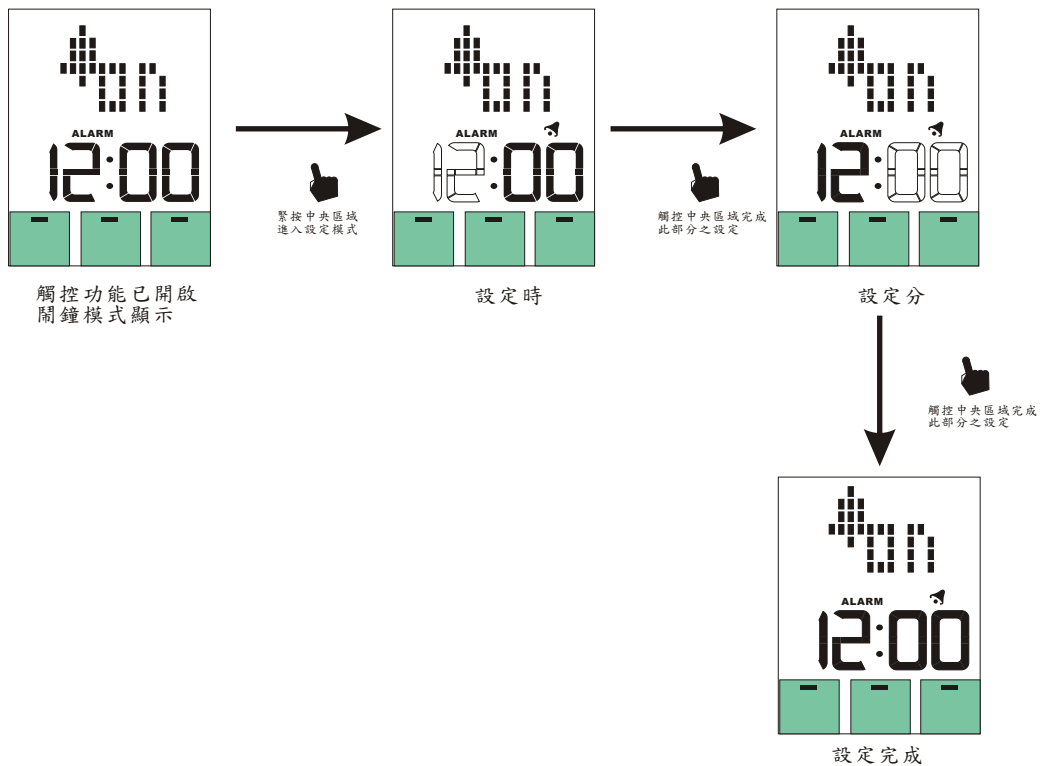 on
ALARM
12:00
觸控功能已開啟
鬧鐘模式顯示
緊按中央區域
進入設定模式
on
ALARM
12:00
設定時
觸控中央區域完成
此部分之設定
on
ALARM
12:00
設定分
觸控中央區域完成
此部分之設定
on
ALARM
12:00
設定完成